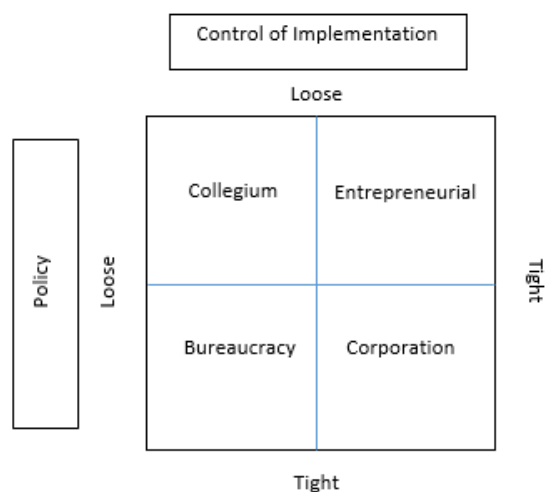 Control of Implementation
Loose
Collegium
Entrepreneurial
Policy
Loose
Tight
Bureaucracy
Corporation
Tight